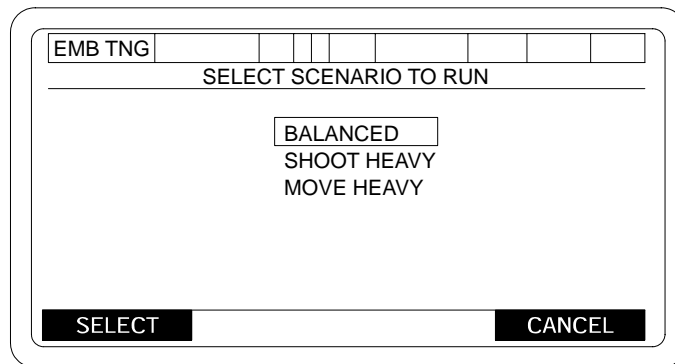 EMB TNG
SELECT SCENARIO TO RUN
BALANCED
SHOOT HEAVY
MOVE HEAVY
SELECT CANCEL